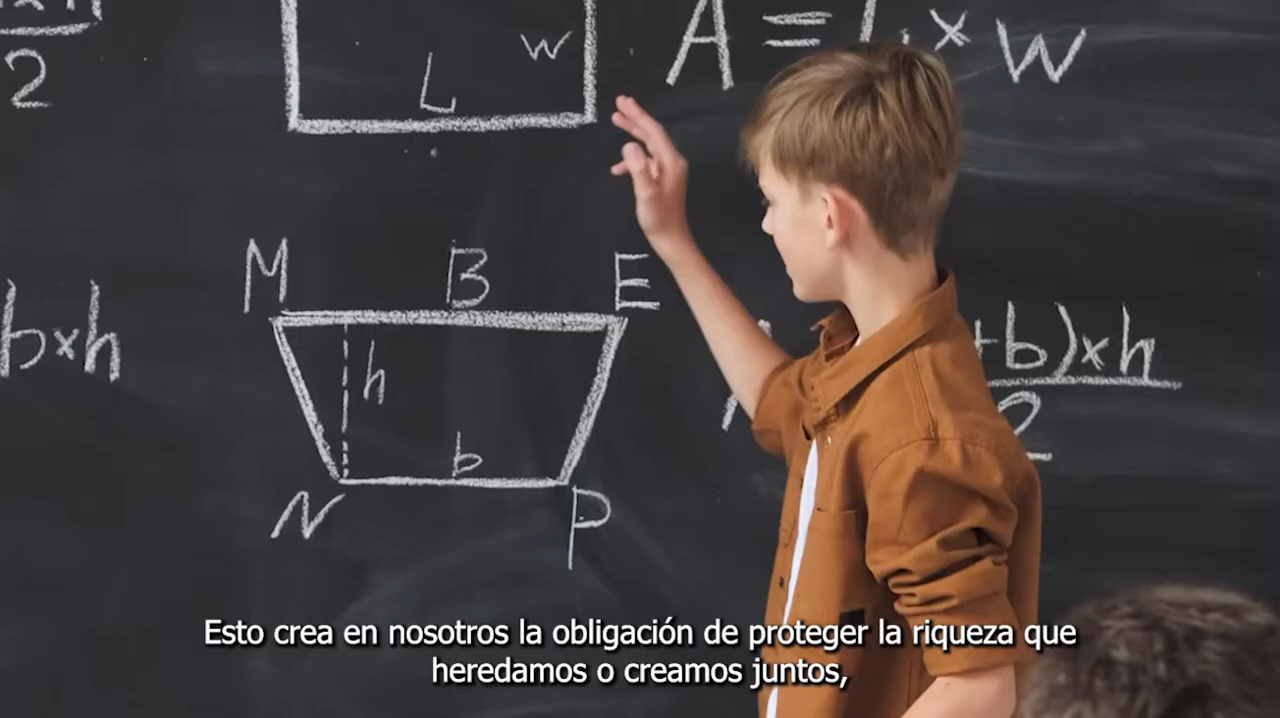 2
W
L
A = L × W
M B E
h
b×h
+b)×h
2
b
N P
Esto crea en nosotros la obligación de proteger la riqueza que
heredamos o creamos juntos,